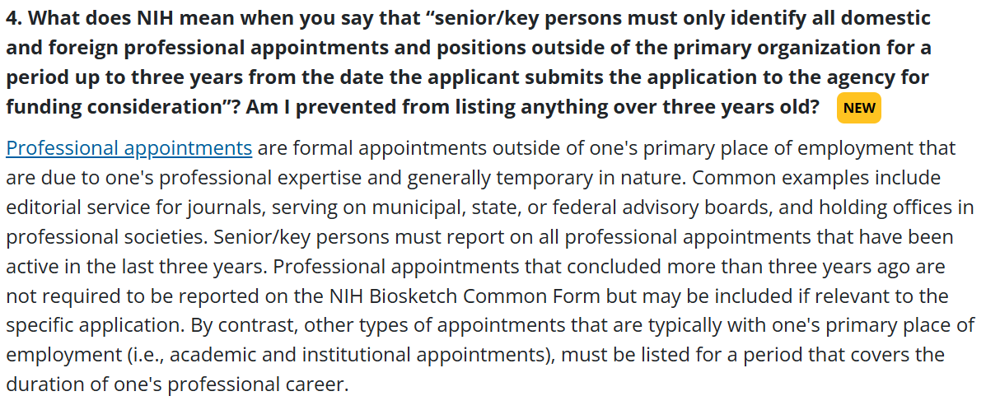 4. What does NIH mean when you say that “senior/key persons must only identify all domestic
and foreign professional appointments and positions outside of the primary organization for a
period up to three years from the date the applicant submits the application to the agency for
funding consideration”? Am I prevented from listing anything over three years old? NEW
Professional appointments are formal appointments outside of one's primary place of employment that
are due to one's professional expertise and generally temporary in nature. Common examples include
editorial service for journals, serving on municipal, state, or federal advisory boards, and holding offices in
professional societies. Senior/key persons must report on all professional appointments that have been
active in the last three years. Professional appointments that concluded more than three years ago are
not required to be reported on the NIH Biosketch Common Form but may be included if relevant to the
specific application. By contrast, other types of appointments that are typically with one's primary place of
employment (i.e., academic and institutional appointments), must be listed for a period that covers the
duration of one's professional career.